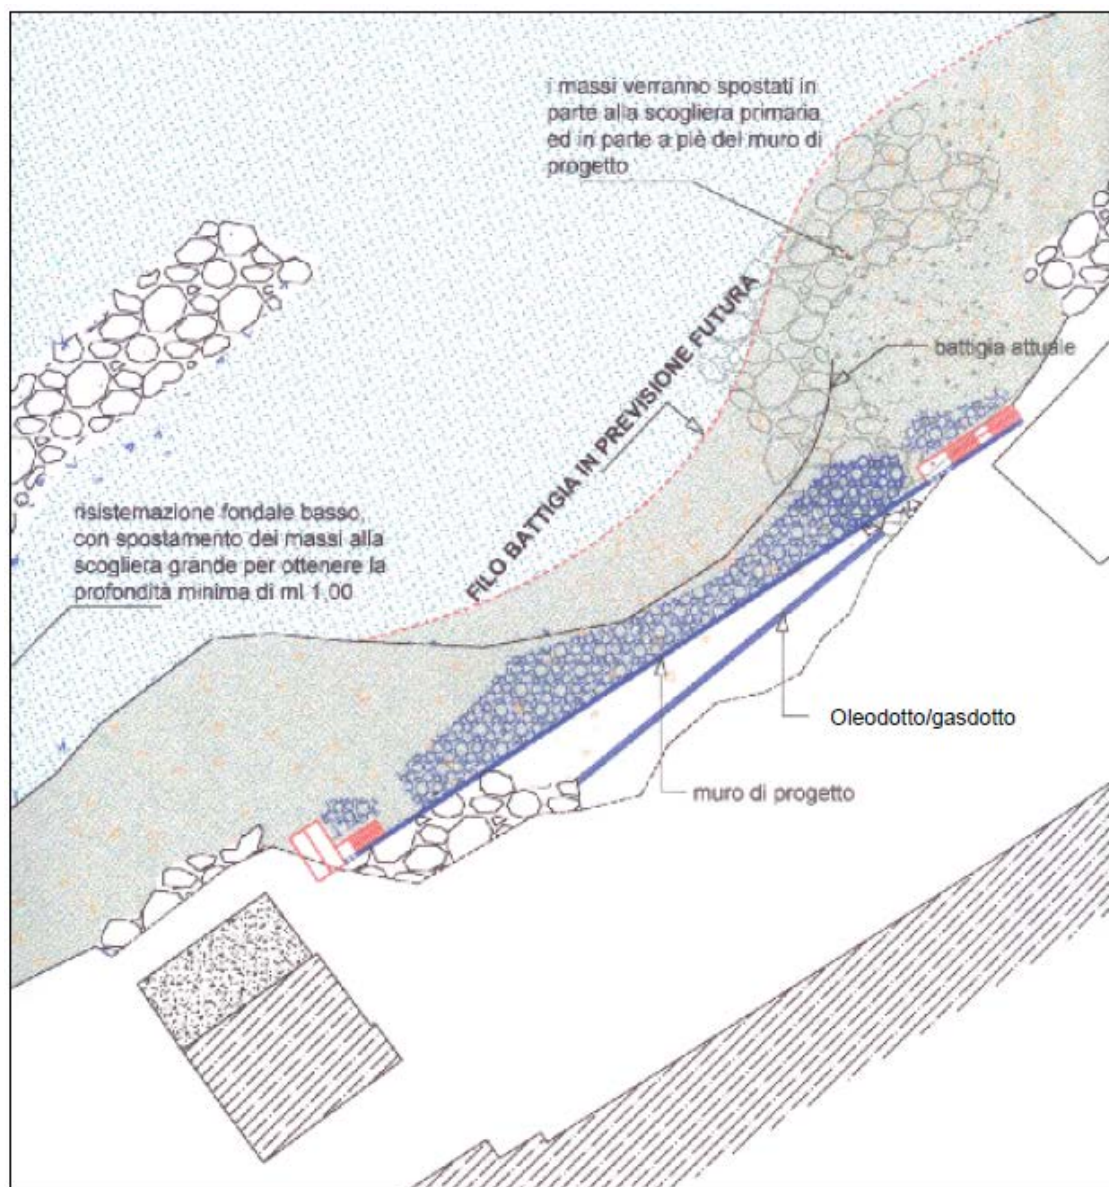 i massi verranno spostati in
parte alla scogliera primaria
ed in parte a piè del muro di
progetto
FILO BATTIGIA IN PREVISIONE FUTURA
battigia attuale
risistemazione fondale basso,
con spostamento dei massi alla
scogliera grande per ottenere la
profondità minima di ml 1,00
Oleodotto/gasdotto
muro di progetto